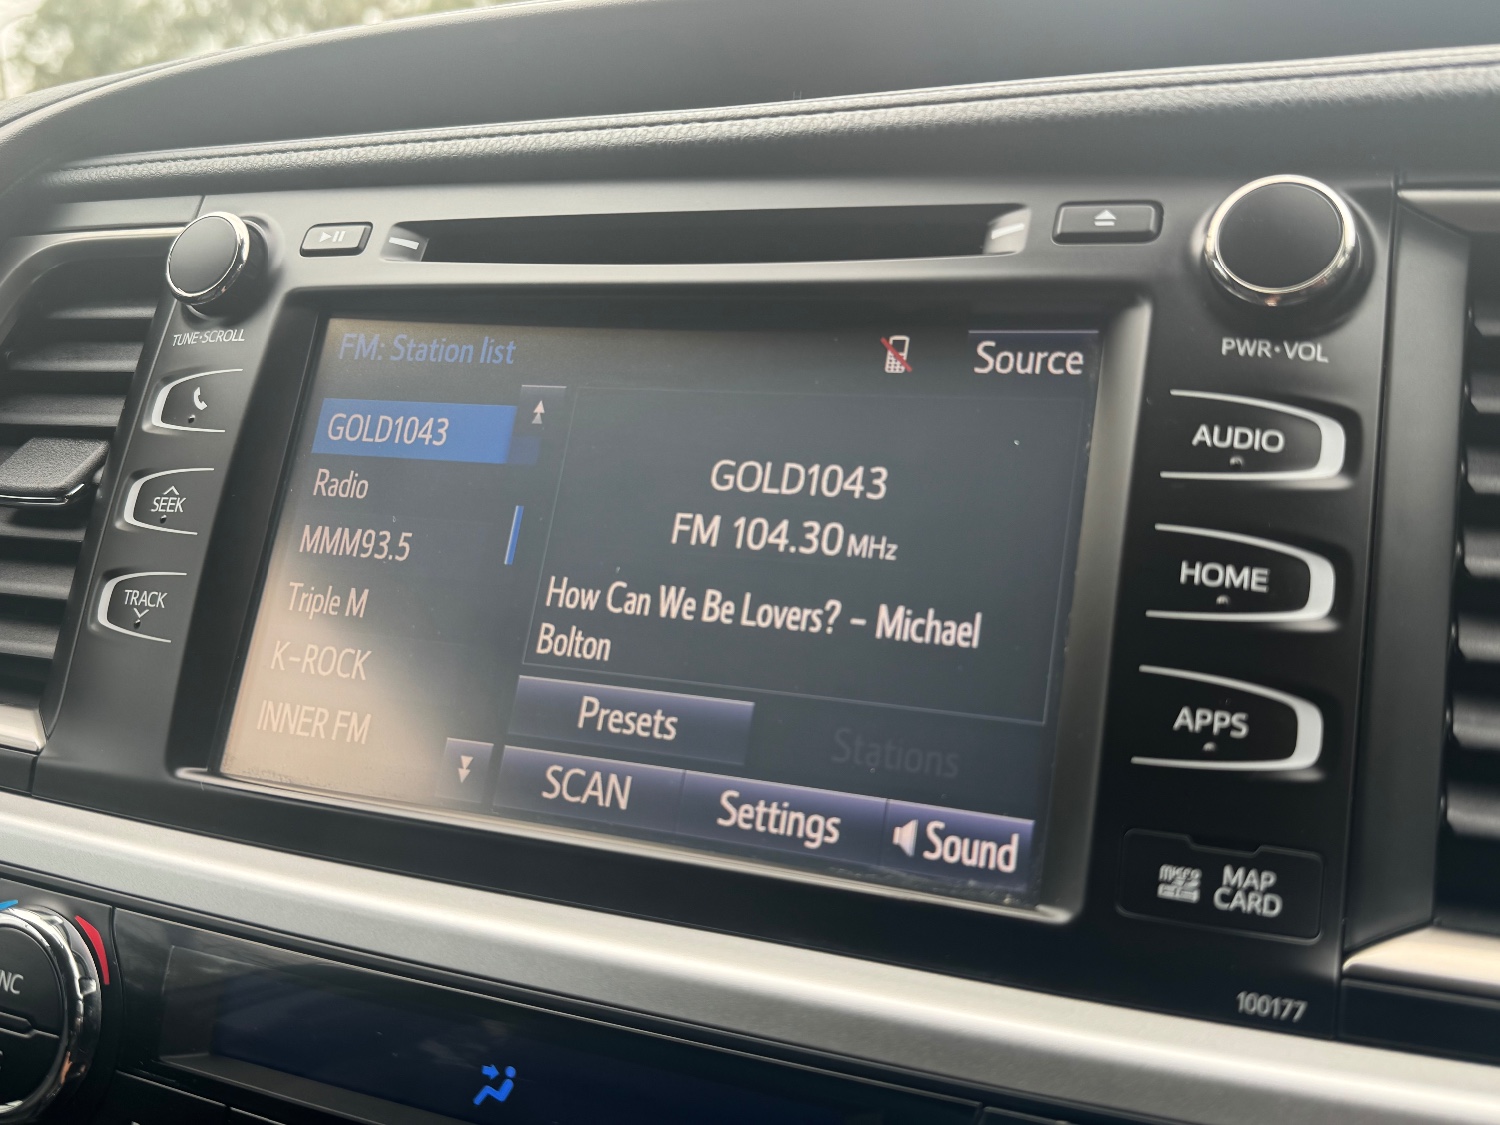 TUNE•SCROLL
SEEK
TRACK
FM: Station list
Source
GOLD1043
Radio
MMM93.5
Triple M
K-ROCK
INNER FM
GOLD1043
FM 104.30 MHz
How Can We Be Lovers? - Michael
Bolton
Presets
Stations
SCAN
Settings
Sound
PWR•VOL
AUDIO
HOME
APPS
MAP
CARD
100177
NC